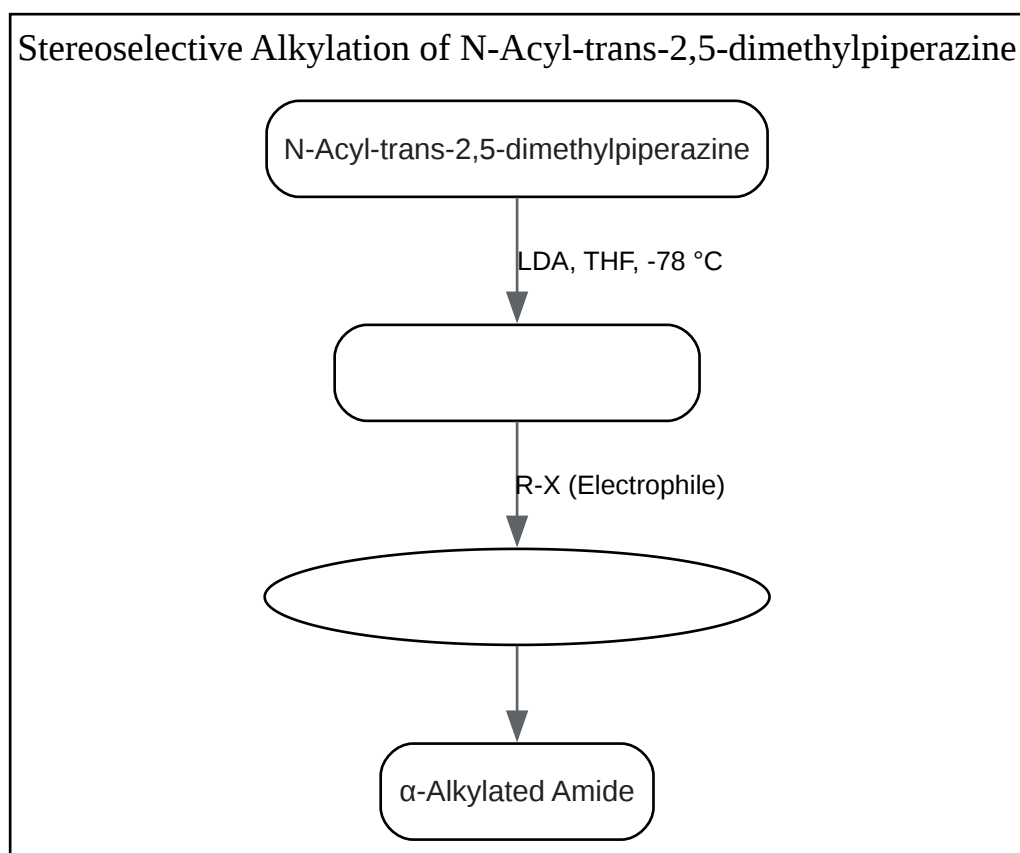 Stereoselective Alkylation of N-Acyl-trans-2,5-dimethylpiperazine
N-Acyl-trans-2,5-dimethylpiperazine
LDA, THF, -78 °C
R-X (Electrophile)
α-Alkylated Amide